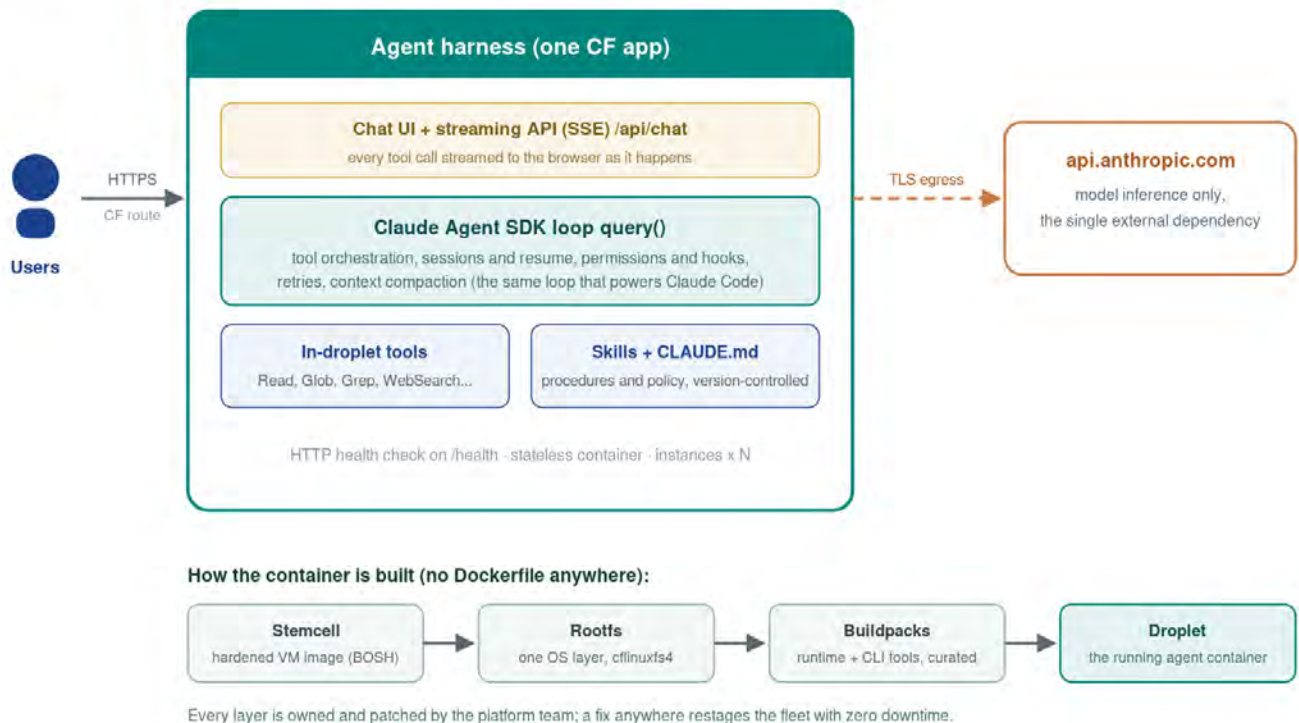 Agent harness (one CF app)
Chat UI + streaming API (SSE) /api/chat
every tool call streamed to the browser as it happens
HTTPS
CF route
Users
Claude Agent SDK loop query()
tool orchestration, sessions and resume, permissions and hooks,
retries, context compaction (the same loop that powers Claude Code)
In-droplet tools
Read, Glob, Grep, WebSearch...
Skills + CLAUDE.md
procedures and policy, version-controlled
HTTP health check on /health · stateless container · instances x N
TLS egress
api.anthropic.com
model inference only,
the single external dependency
How the container is built (no Dockerfile anywhere):
Stemcell
hardened VM image (BOSH)
Rootfs
one OS layer, cflinuxfs4
Buildpacks
runtime + CLI tools, curated
Droplet
the running agent container
Every layer is owned and patched by the platform team; a fix anywhere restages the fleet with zero downtime.